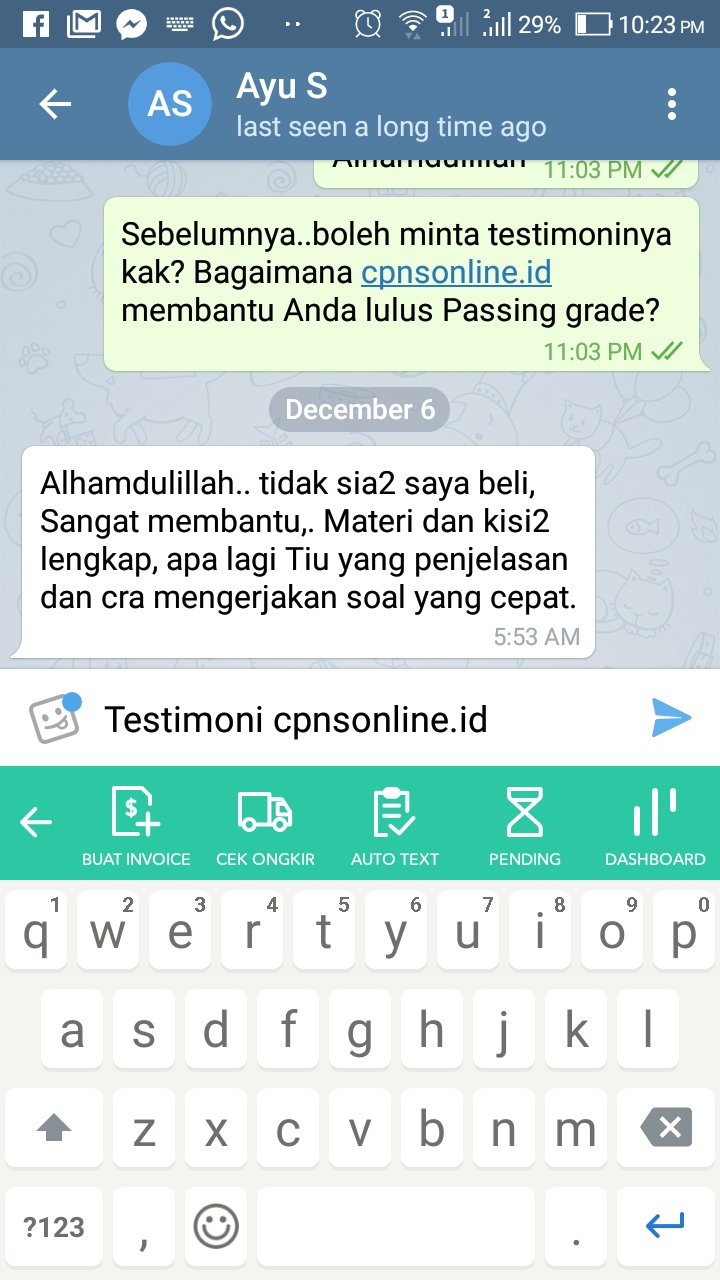 1 2 29% 10:23 PM
AS Ayu S
last seen a long time ago
Alhamdulillah 11:03 PM
Sebelumnya..boleh minta testimoninya
kak? Bagaimana cpnsonline.id
membantu Anda lulus Passing grade?
11:03 PM
December 6
Alhamdulillah.. tidak sia2 saya beli,
Sangat membantu,. Materi dan kisi2
lengkap, apa lagi Tiu yang penjelasan
dan cra mengerjakan soal yang cepat.
5:53 AM
Testimoni cpnsonline.id
BUAT INVOICE CEK ONGKIR AUTO TEXT PENDING DASHBOARD
1 2 3 4 5 6 7 8 9 0
q w e r t y u i o p
a s d f g h j k l
z x c v b n m
?123 , .